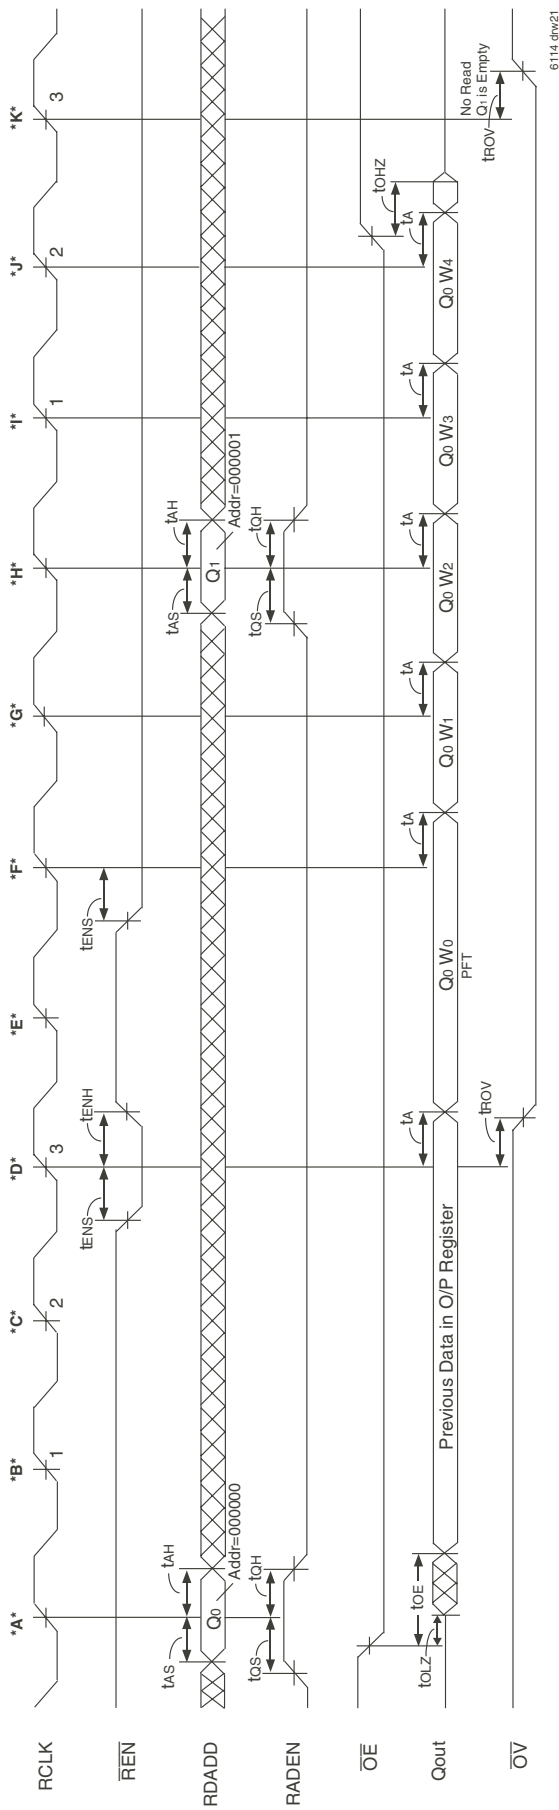 *A*
*B*
*C*
*D*
*E*
*F*
*G*
*H*
*I*
*J*
*K*
RCLK
1
2
3
1
2
3
REN
tENS
tENH
tENS
RDADD
tAS
tAH
Q0
Addr=000000
tAS
tAH
Q1
Addr=000001
RADEN
tQS
tQH
tQS
tQH
OE
tOHZ
Qout
tOLZ
tOE
Previous Data in O/P Register
tA
Q0 W0
PFT
tA
Q0 W1
tA
Q0 W2
tA
Q0 W3
tA
Q0 W4
tA
No Read
Q1 is Empty
OV
tROV
tROV
6114 drw21